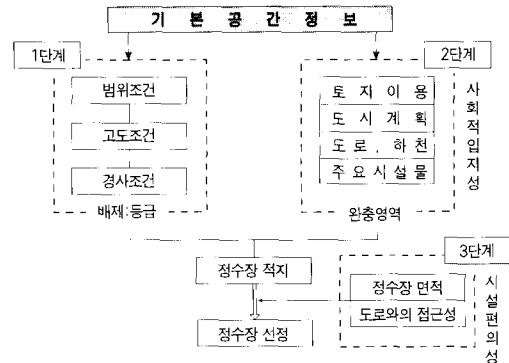 기 본 공 간 정 보
1단계
범위조건
고도조건
경사조건
배제:등급
2단계
토 지 이 용
도 시 계 획
도 로 , 하 천
주 요 시 설 물
완충영역
사회적입지성
정수장 적지
3단계
정수장 면적
도로와의 접근성
시설편의성
정수장 선정